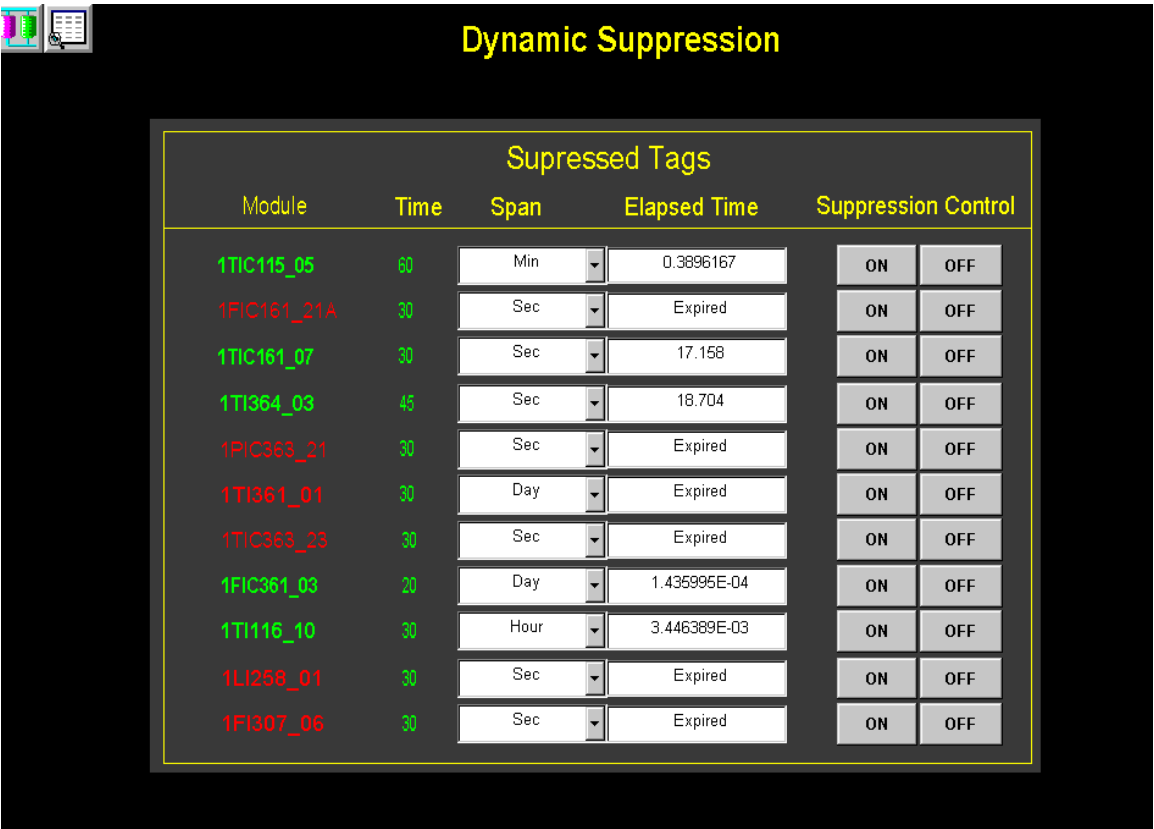 Dynamic Suppression
Supressed Tags
Module Time Span Elapsed Time Suppression Control
1TIC115_05 60 Min 0.3896167 ON OFF
1FIC161_21A 30 Sec Expired ON OFF
1TIC161_07 30 Sec 17.158 ON OFF
1TI364_03 45 Sec 18.704 ON OFF
1PIC363_21 30 Sec Expired ON OFF
1TI361_01 30 Day Expired ON OFF
1TIC363_23 30 Sec Expired ON OFF
1FIC361_03 20 Day 1.435995E-04 ON OFF
1TI116_10 30 Hour 3.446389E-03 ON OFF
1LI258_01 30 Sec Expired ON OFF
1FI307_06 30 Sec Expired ON OFF